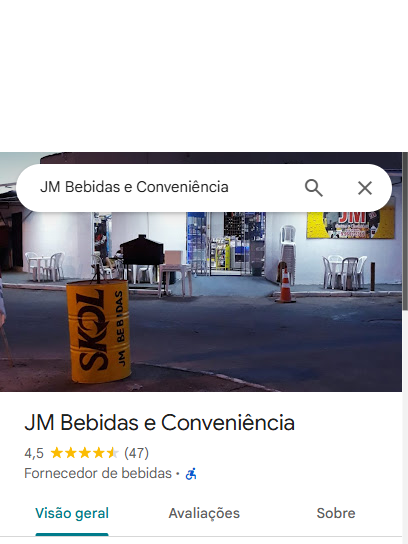 JM Bebidas e Conveniência
JM
SKOL
JM BEBIDAS
JM Bebidas e Conveniência
4,5 (47)
Fornecedor de bebidas ·
Visão geral Avaliações Sobre